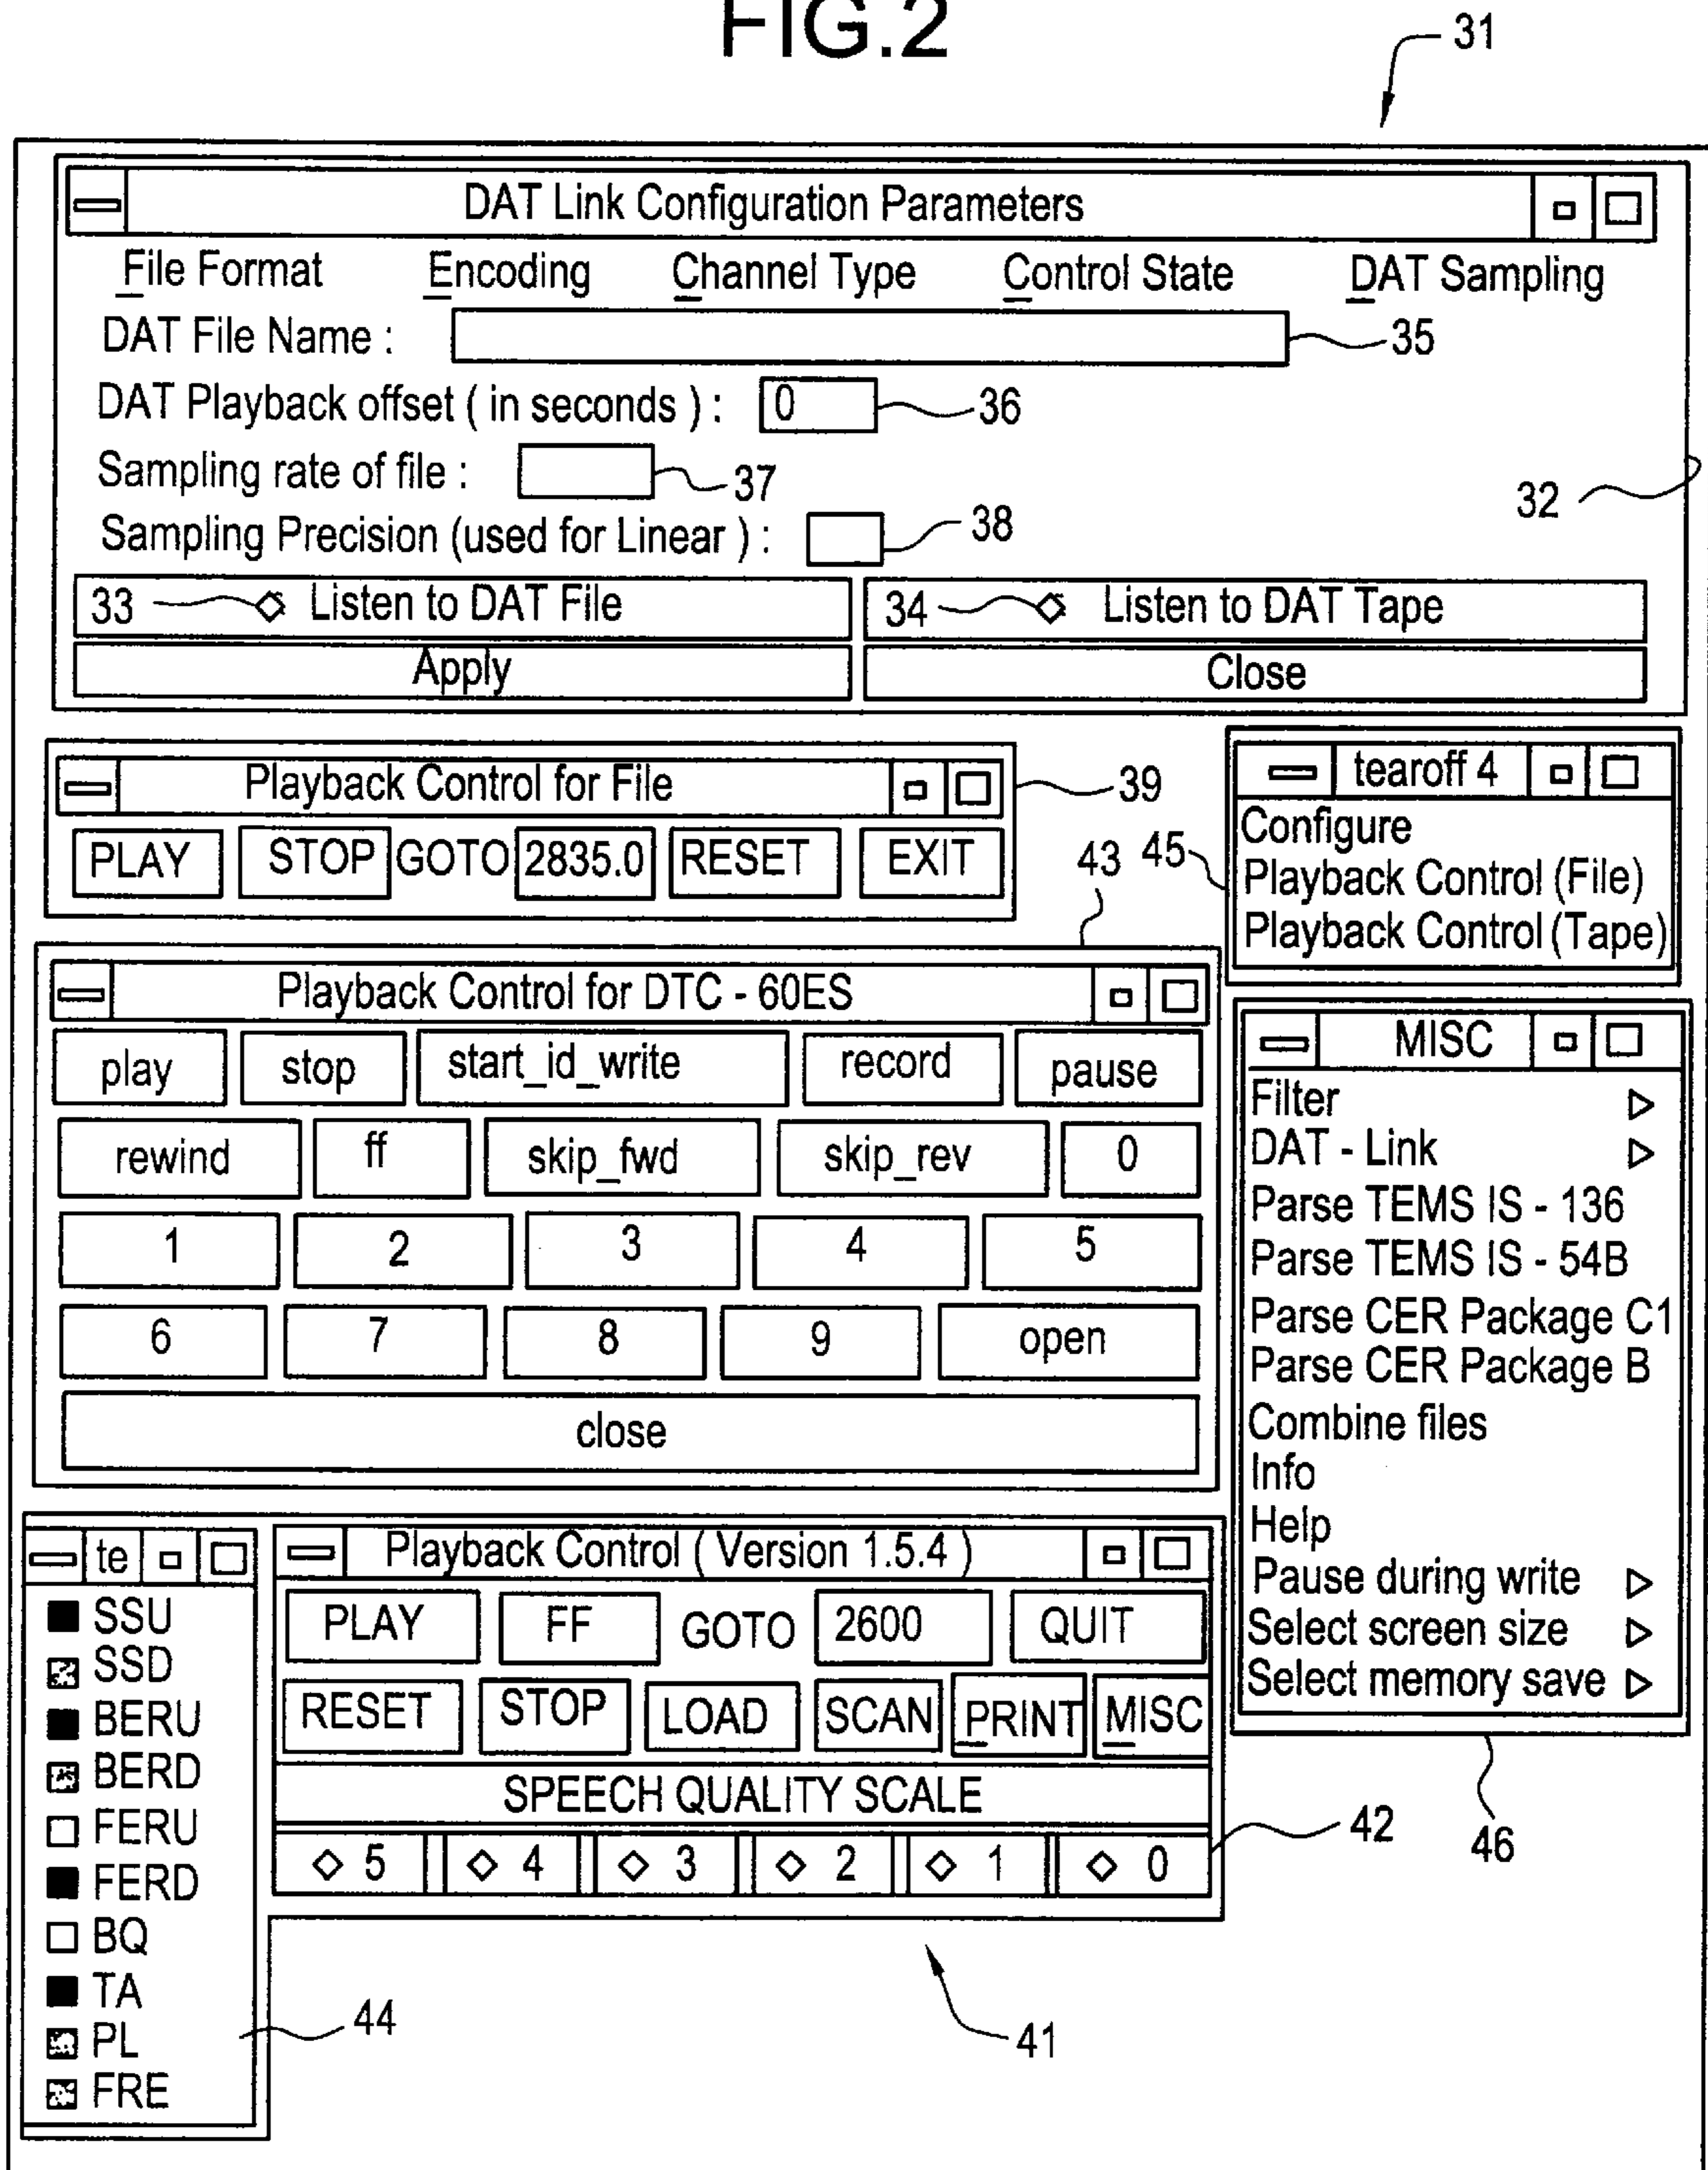 FIG.2
31
DAT Link Configuration Parameters
File Format Encoding Channel Type Control State DAT Sampling
DAT File Name :
35
DAT Playback offset ( in seconds ) : 0
36
Sampling rate of file :
37
32
Sampling Precision (used for Linear ) :
38
33 Listen to DAT File
34 Listen to DAT Tape
Apply
Close
Playback Control for File
39
PLAY STOP GOTO 2835.0 RESET EXIT
tearoff 4
Configure
Playback Control (File)
Playback Control (Tape)
43
45
Playback Control for DTC - 60ES
play stop start_id_write record pause
rewind ff skip_fwd skip_rev 0
1 2 3 4 5
6 7 8 9 open
close
MISC
Filter
DAT - Link
Parse TEMS IS - 136
Parse TEMS IS - 54B
Parse CER Package C1
Parse CER Package B
Combine files
Info
Help
Pause during write
Select screen size
Select memory save
46
te
SSU
SSD
BERU
BERD
FERU
FERD
BQ
TA
PL
FRE
44
Playback Control ( Version 1.5.4 )
PLAY FF GOTO 2600 QUIT
RESET STOP LOAD SCAN PRINT MISC
SPEECH QUALITY SCALE
5 4 3 2 1 0
42
41